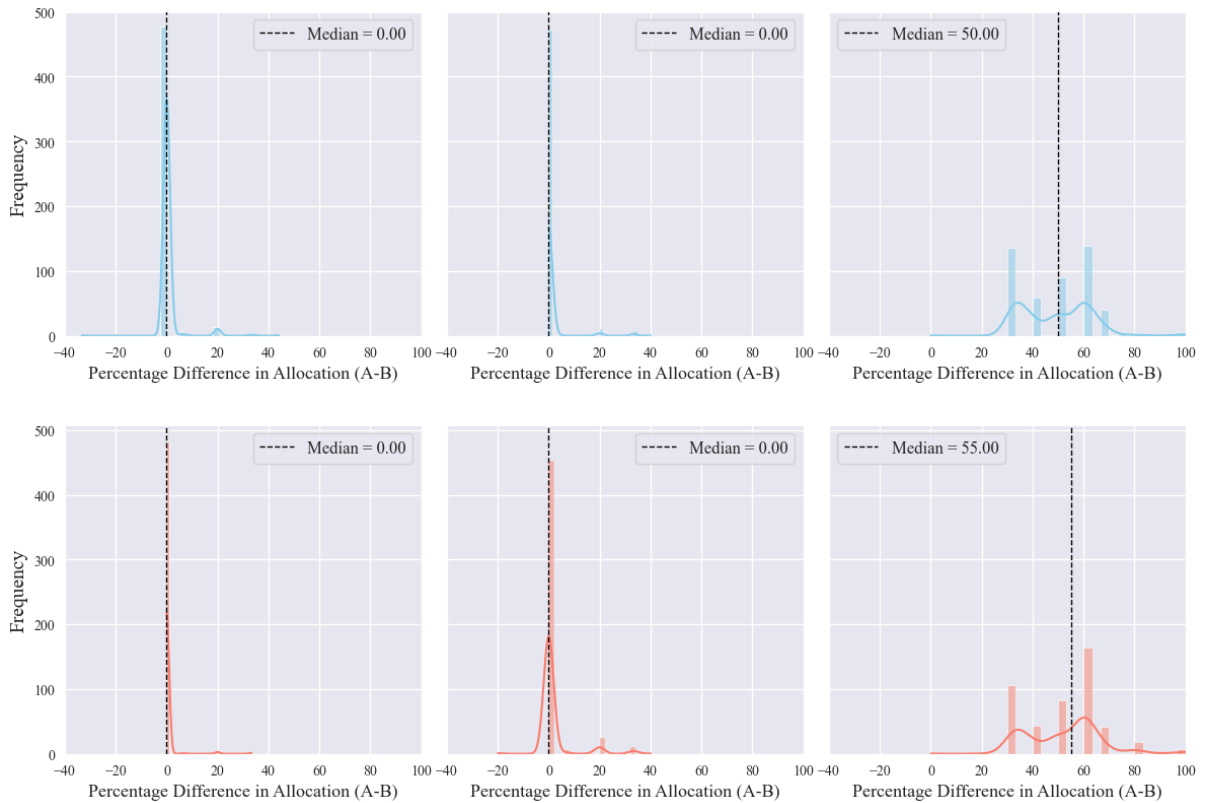 500
400
300
200
100
0
Frequency
Median = 0.00
−40 −20 0 20 40 60 80 100
Percentage Difference in Allocation (A-B)
Median = 0.00
−40 −20 0 20 40 60 80 100
Percentage Difference in Allocation (A-B)
Median = 50.00
−40 −20 0 20 40 60 80 100
Percentage Difference in Allocation (A-B)
500
400
300
200
100
0
Frequency
Median = 0.00
−40 −20 0 20 40 60 80 100
Percentage Difference in Allocation (A-B)
Median = 0.00
−40 −20 0 20 40 60 80 100
Percentage Difference in Allocation (A-B)
Median = 55.00
−40 −20 0 20 40 60 80 100
Percentage Difference in Allocation (A-B)